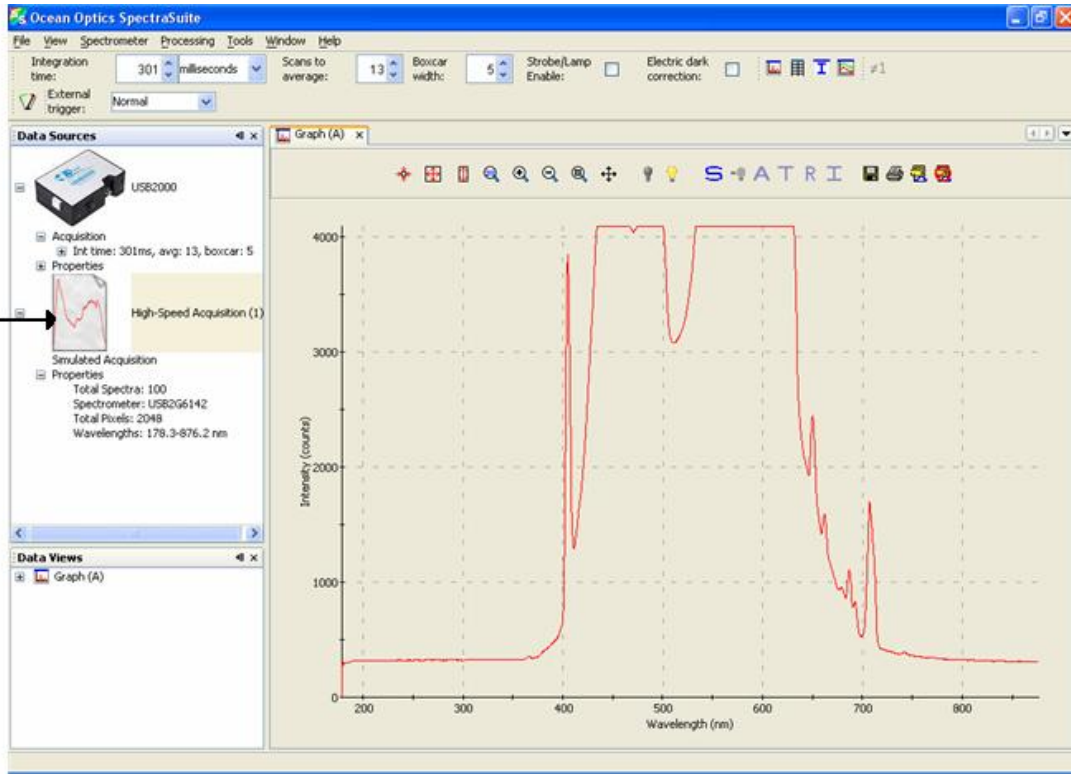 Ocean Optics SpectraSuite
File View Spectrometer Processing Tools Window Help
Integration time: 301 milliseconds Scans to average: 13 Boxcar width: 5 Strobe/Lamp Enable: Electric dark correction: ≠1
External trigger: Normal
Data Sources
USB2000
Acquisition
Int time: 301ms, avg: 13, boxcar: 5
Properties
High-Speed Acquisition (1)
Simulated Acquisition
Properties
Total Spectra: 100
Spectrometer: USB2G6142
Total Pixels: 2048
Wavelengths: 178.3-876.2 nm
Data Views
Graph (A)
Graph (A)
S A T R I
Intensity (counts)
4000
3000
2000
1000
0
200 300 400 500 600 700 800
Wavelength (nm)